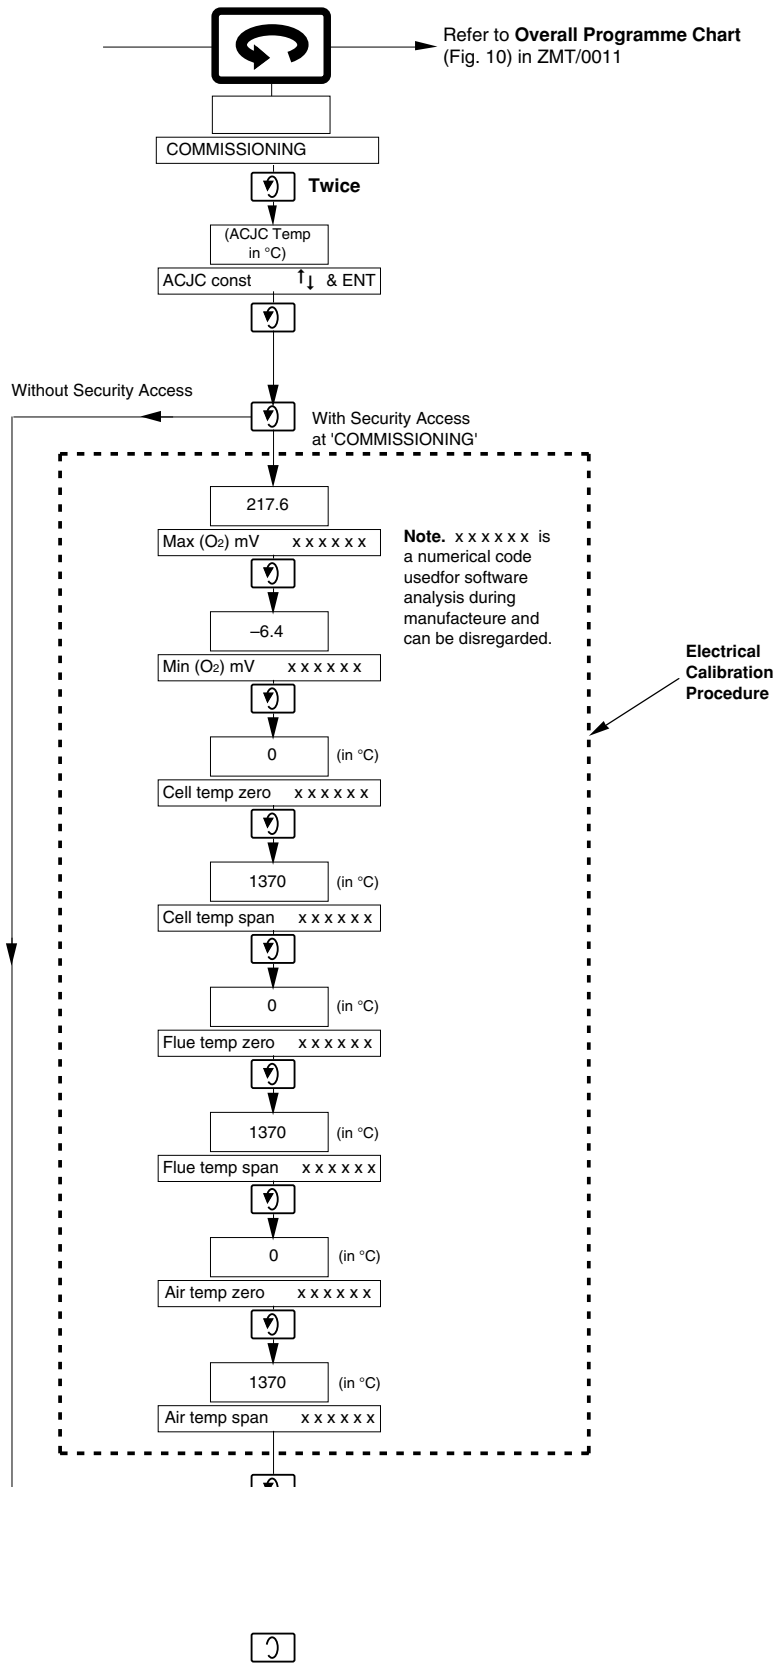 Refer to Overall Programme Chart
(Fig. 10) in ZMT/0011
COMMISSIONING
Twice
(ACJC Temp
in °C)
ACJC const ↑↓ & ENT
Without Security Access
With Security Access
at 'COMMISSIONING'
217.6
Max (O2) mV x x x x x x
Note. x x x x x x is
a numerical code
usedfor software
analysis during
manufacteure and
can be disregarded.
–6.4
Min (O2) mV x x x x x x
Electrical
Calibration
Procedure
0 (in °C)
Cell temp zero x x x x x x
1370 (in °C)
Cell temp span x x x x x x
0 (in °C)
Flue temp zero x x x x x x
1370 (in °C)
Flue temp span x x x x x x
0 (in °C)
Air temp zero x x x x x x
1370 (in °C)
Air temp span x x x x x x